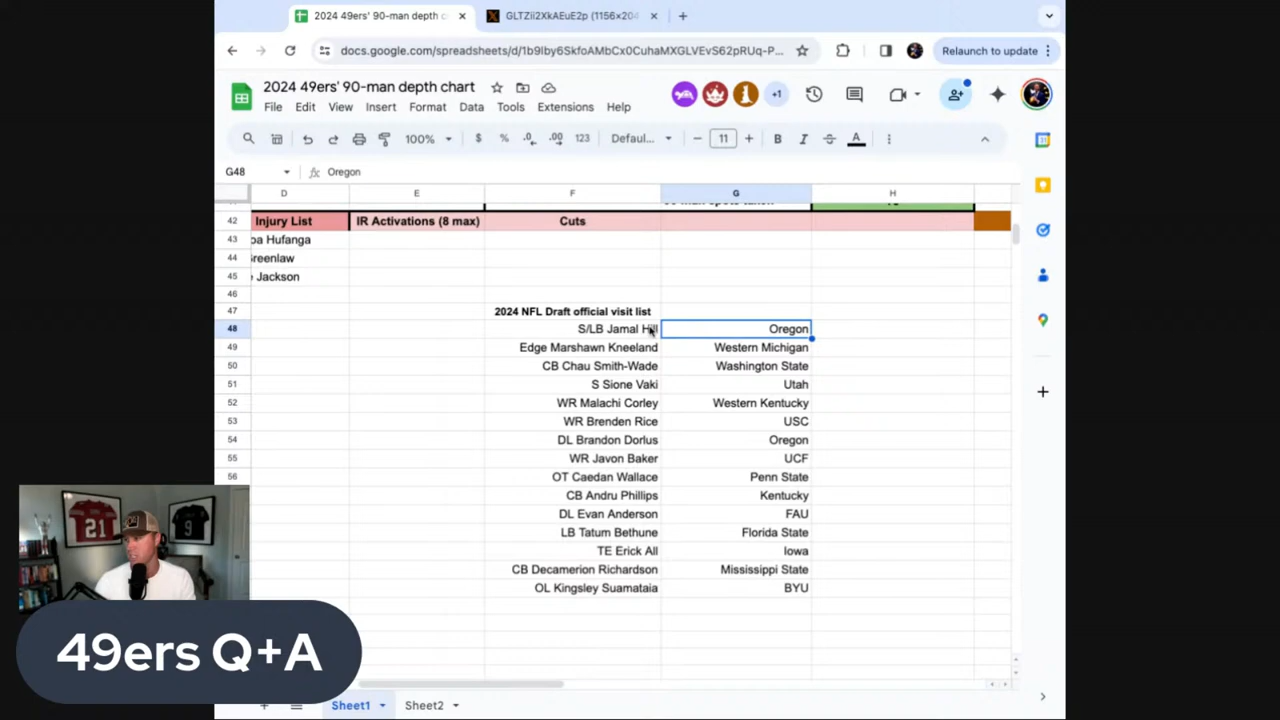 2024 49ers' 90-man depth c
GLTZii2XkAEuE2p (1156×204
docs.google.com/spreadsheets/d/1b9lby6SkfoAMbCx0CuhaMXGLVEvS62pRUq-P...
Relaunch to update
2024 49ers' 90-man depth chart
+1
File Edit View Insert Format Data Tools Extensions Help
100% $ % .0 .00 123 Defaul... − 11 + B I A
G48 Oregon
D E F G H
42 Injury List IR Activations (8 max) Cuts
43 oa Hufanga
44 Greenlaw
45 Jackson
46
47 2024 NFL Draft official visit list
48 S/LB Jamal Hill Oregon
49 Edge Marshawn Kneeland Western Michigan
50 CB Chau Smith-Wade Washington State
51 S Sione Vaki Utah
52 WR Malachi Corley Western Kentucky
53 WR Brenden Rice USC
54 DL Brandon Dorlus Oregon
55 WR Javon Baker UCF
56 OT Caedan Wallace Penn State
CB Andru Phillips Kentucky
DL Evan Anderson FAU
LB Tatum Bethune Florida State
TE Erick All Iowa
CB Decamerion Richardson Mississippi State
OL Kingsley Suamataia BYU
21
9
49ers Q+A
Sheet1 Sheet2